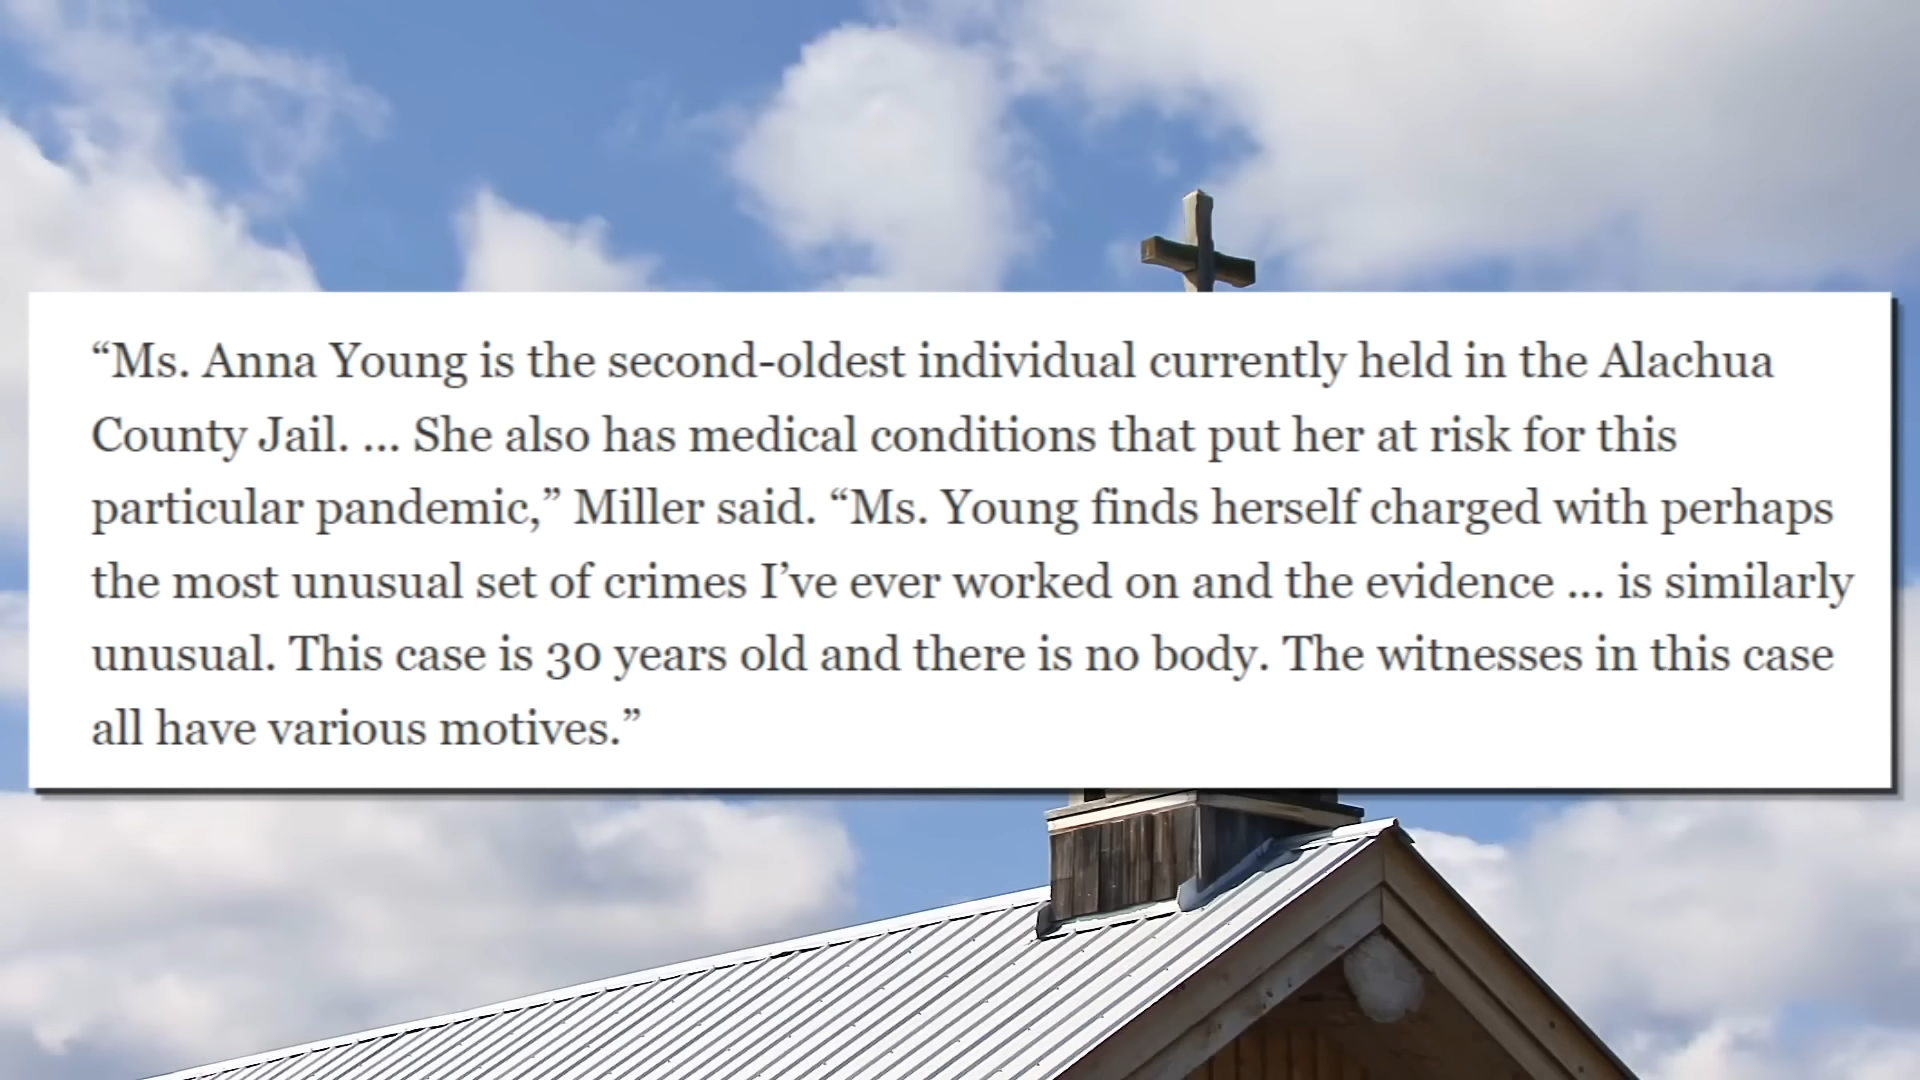 “Ms. Anna Young is the second-oldest individual currently held in the Alachua
County Jail. ... She also has medical conditions that put her at risk for this
particular pandemic,” Miller said. “Ms. Young finds herself charged with perhaps
the most unusual set of crimes I’ve ever worked on and the evidence ... is similarly
unusual. This case is 30 years old and there is no body. The witnesses in this case
all have various motives.”